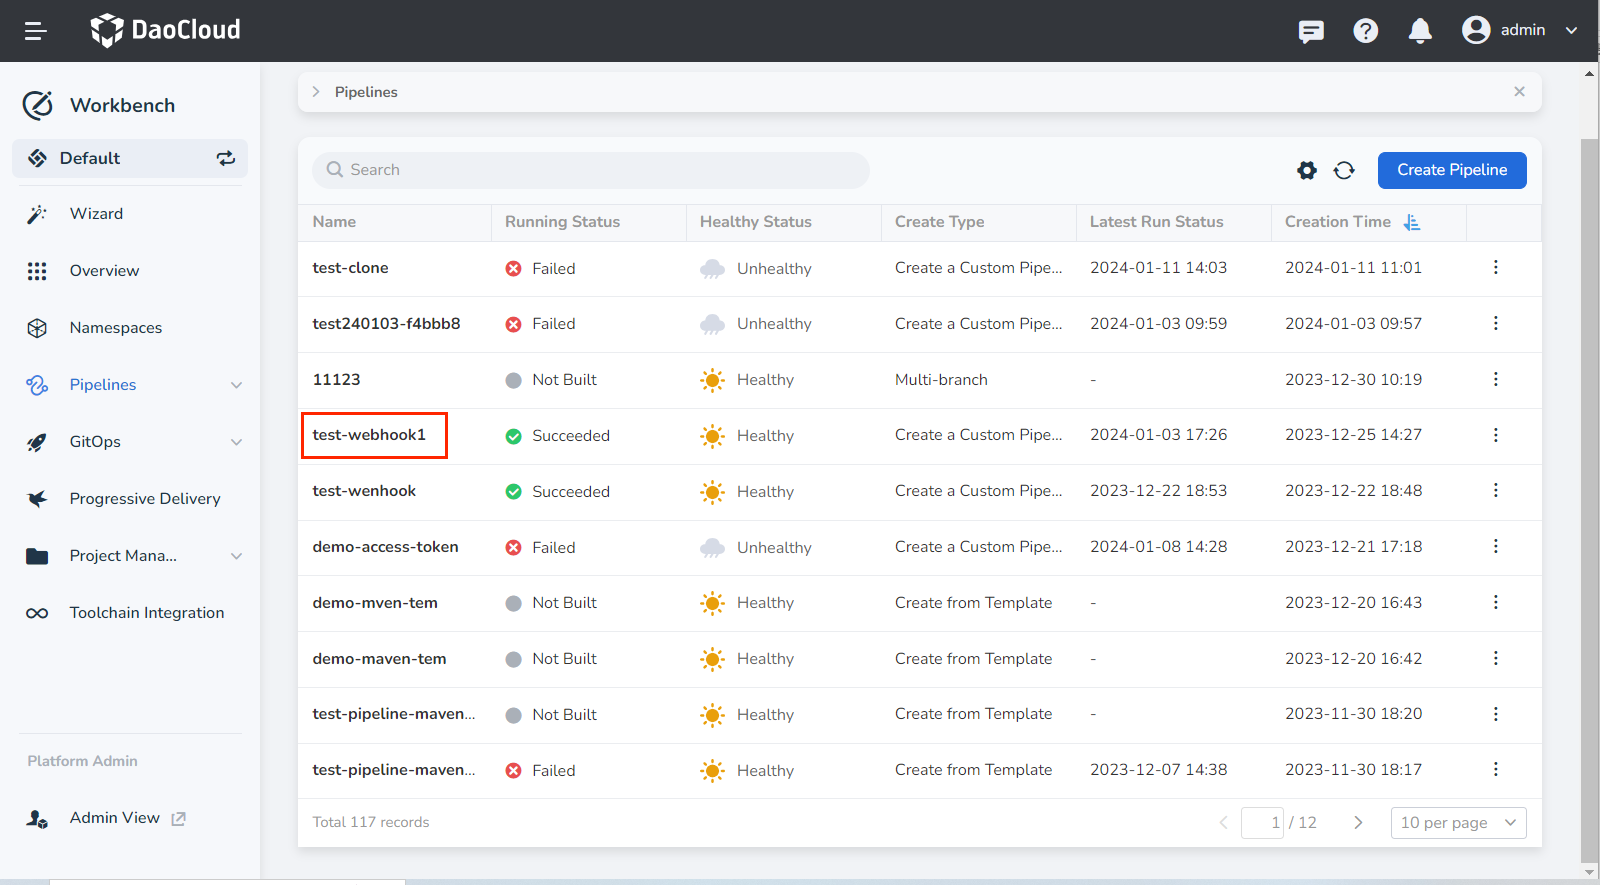 DaoCloud
admin
Workbench
Default
Wizard
Overview
Namespaces
Pipelines
GitOps
Progressive Delivery
Project Mana...
Toolchain Integration
Platform Admin
Admin View
Pipelines
Search
Create Pipeline
Name Running Status Healthy Status Create Type Latest Run Status Creation Time
test-clone Failed Unhealthy Create a Custom Pipe... 2024-01-11 14:03 2024-01-11 11:01
test240103-f4bbb8 Failed Unhealthy Create a Custom Pipe... 2024-01-03 09:59 2024-01-03 09:57
11123 Not Built Healthy Multi-branch - 2023-12-30 10:19
test-webhook1 Succeeded Healthy Create a Custom Pipe... 2024-01-03 17:26 2023-12-25 14:27
test-wenhook Succeeded Healthy Create a Custom Pipe... 2023-12-22 18:53 2023-12-22 18:48
demo-access-token Failed Unhealthy Create a Custom Pipe... 2024-01-08 14:28 2023-12-21 17:18
demo-mven-tem Not Built Healthy Create from Template - 2023-12-20 16:43
demo-maven-tem Not Built Healthy Create from Template - 2023-12-20 16:42
test-pipeline-maven... Not Built Healthy Create from Template - 2023-11-30 18:20
test-pipeline-maven... Failed Healthy Create from Template 2023-12-07 14:38 2023-11-30 18:17
Total 117 records
1 / 12
10 per page